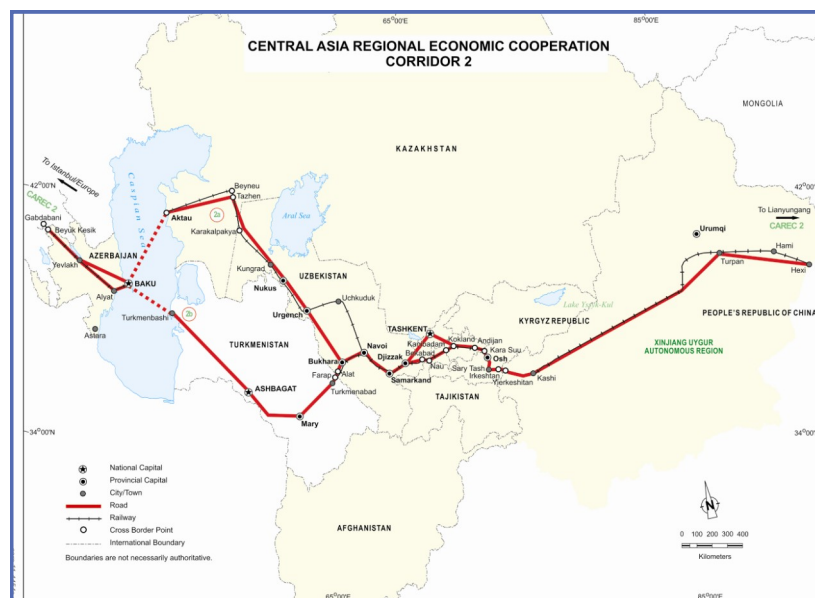 65°00'E
85°00'E
CENTRAL ASIA REGIONAL ECONOMIC COOPERATION
CORRIDOR 2
MONGOLIA
KAZAKHSTAN
To Istanbul/Europe
CAREC 2
42°00'N
42°00'N
Caspian Sea
Beyneu
Tazhen
Aktau
2a
Aral Sea
To Lianyungang
CAREC 2
Gabdabani
Beyuk Kesik
Karakalpakya
Urumqi
AZERBAIJAN
Yevlakh
Hami
Turpan
Hexi
Kungrad
UZBEKISTAN
BAKU
Nukus
Alyat
Uchkuduk
Lake Ysyk-Kul
Turkmenbashi
2b
Urgench
KYRGYZ REPUBLIC
PEOPLE'S REPUBLIC OF CHINA
Astara
TASHKENT
TURKMENISTAN
Navoi
Djizzak
Kokland
Andijan
Kara Suu
XINJIANG UYGUR
AUTONOMOUS REGION
Bukhara
Nau
Osh
Alat
Farap
Sary Tash
Irkeshtan
Yierkeshitan
Kashi
ASHBAGAT
Turkmenabad
Samarkand
TAJIKISTAN
Mary
34°00'N
34°00'N
National Capital
Provincial Capital
City/Town
Road
Railway
Cross Border Point
International Boundary
Boundaries are not necessarily authoritative.
AFGHANISTAN
N
0 100 200 300 400
Kilometers
65°00'E
85°00'E